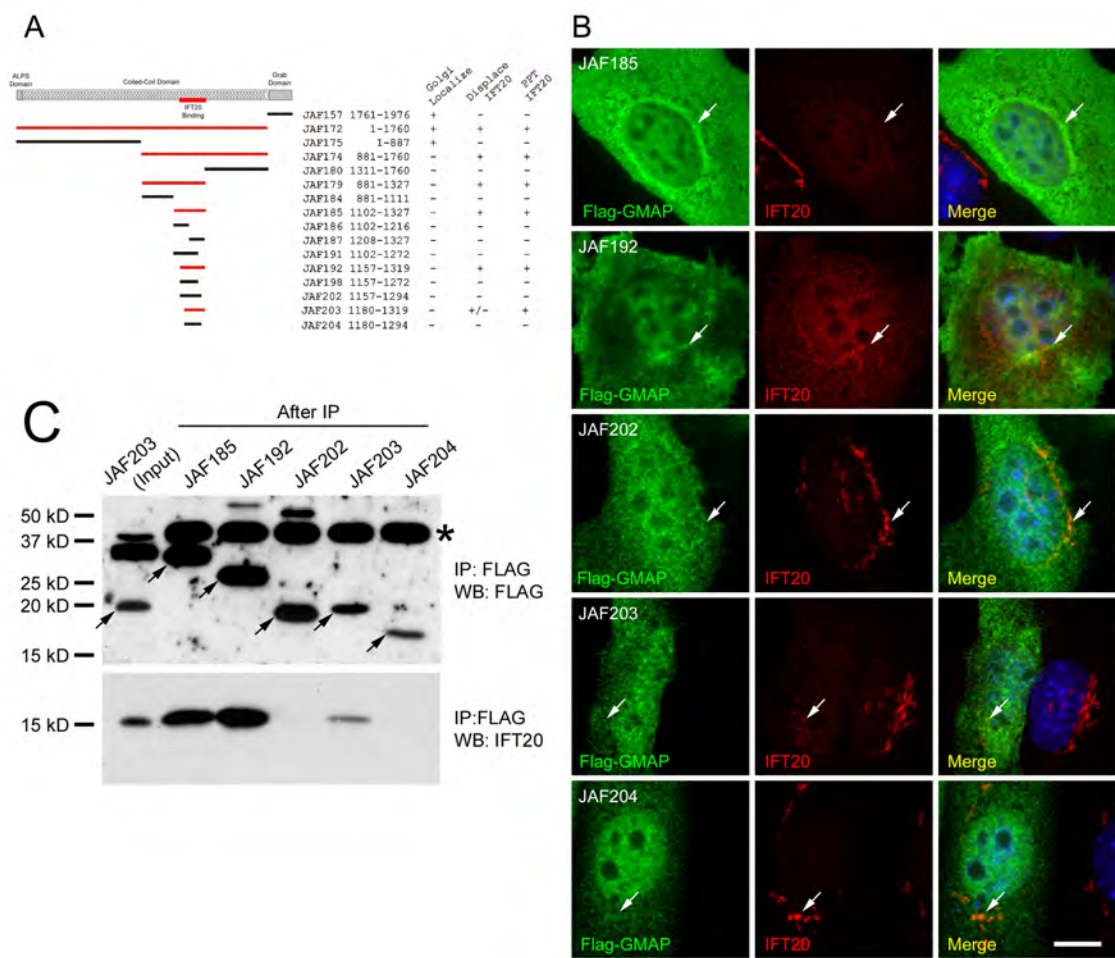 A
ALPS Domain
Coiled-Coil Domain
Grab Domain
IFT20 Binding
Golgi Localize
Displace IFT20
PPT IFT20
JAF157 1761-1976 + - -
JAF172 1-1760 + + +
JAF175 1-887 + - -
JAF174 881-1760 - + +
JAF180 1311-1760 - - -
JAF179 881-1327 - + +
JAF184 881-1111 - - -
JAF185 1102-1327 - + +
JAF186 1102-1216 - - -
JAF187 1208-1327 - - -
JAF191 1102-1272 - - -
JAF192 1157-1319 - + +
JAF198 1157-1272 - - -
JAF202 1157-1294 - - -
JAF203 1180-1319 - +/- +
JAF204 1180-1294 - - -
B
JAF185
Flag-GMAP
IFT20
Merge
JAF192
Flag-GMAP
IFT20
Merge
JAF202
Flag-GMAP
IFT20
Merge
JAF203
Flag-GMAP
IFT20
Merge
JAF204
Flag-GMAP
IFT20
Merge
C
After IP
JAF203 (Input)
JAF185
JAF192
JAF202
JAF203
JAF204
50 kD
37 kD
25 kD
20 kD
15 kD
*
IP: FLAG
WB: FLAG
15 kD
IP:FLAG
WB: IFT20